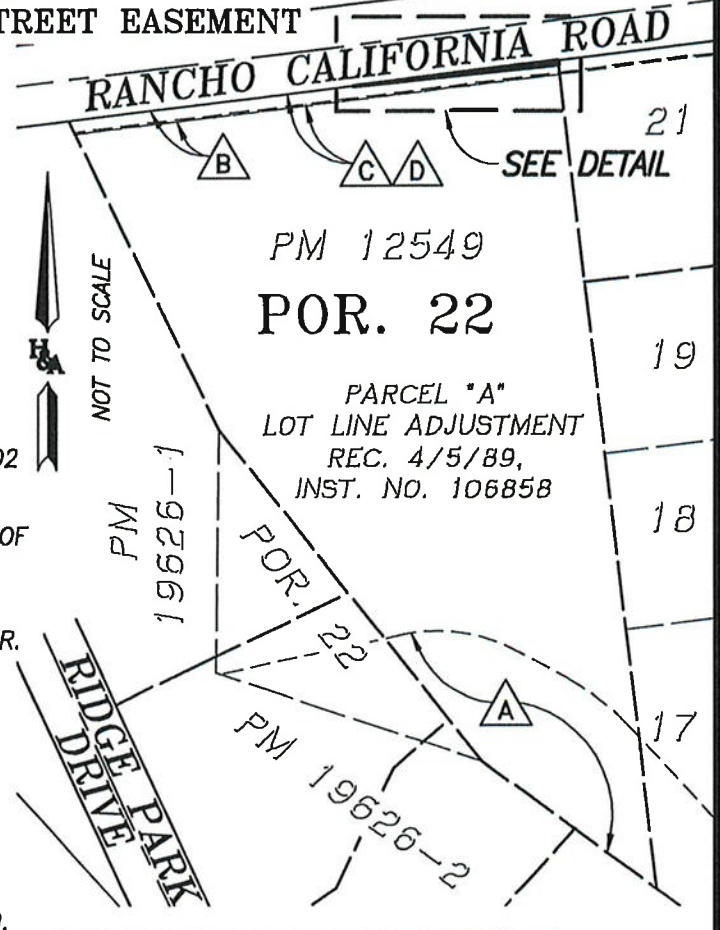 TREET EASEMENT
RANCHO CALIFORNIA ROAD
B
C
D
SEE DETAIL
21
PM 12549
POR. 22
NOT TO SCALE
H&A
19
PARCEL "A"
LOT LINE ADJUSTMENT
REC. 4/5/89,
INST. NO. 106858
02
PM
19626-1
18
OF
POR. 22
R.
RIDGE PARK
DRIVE
A
17
PM 19626-2